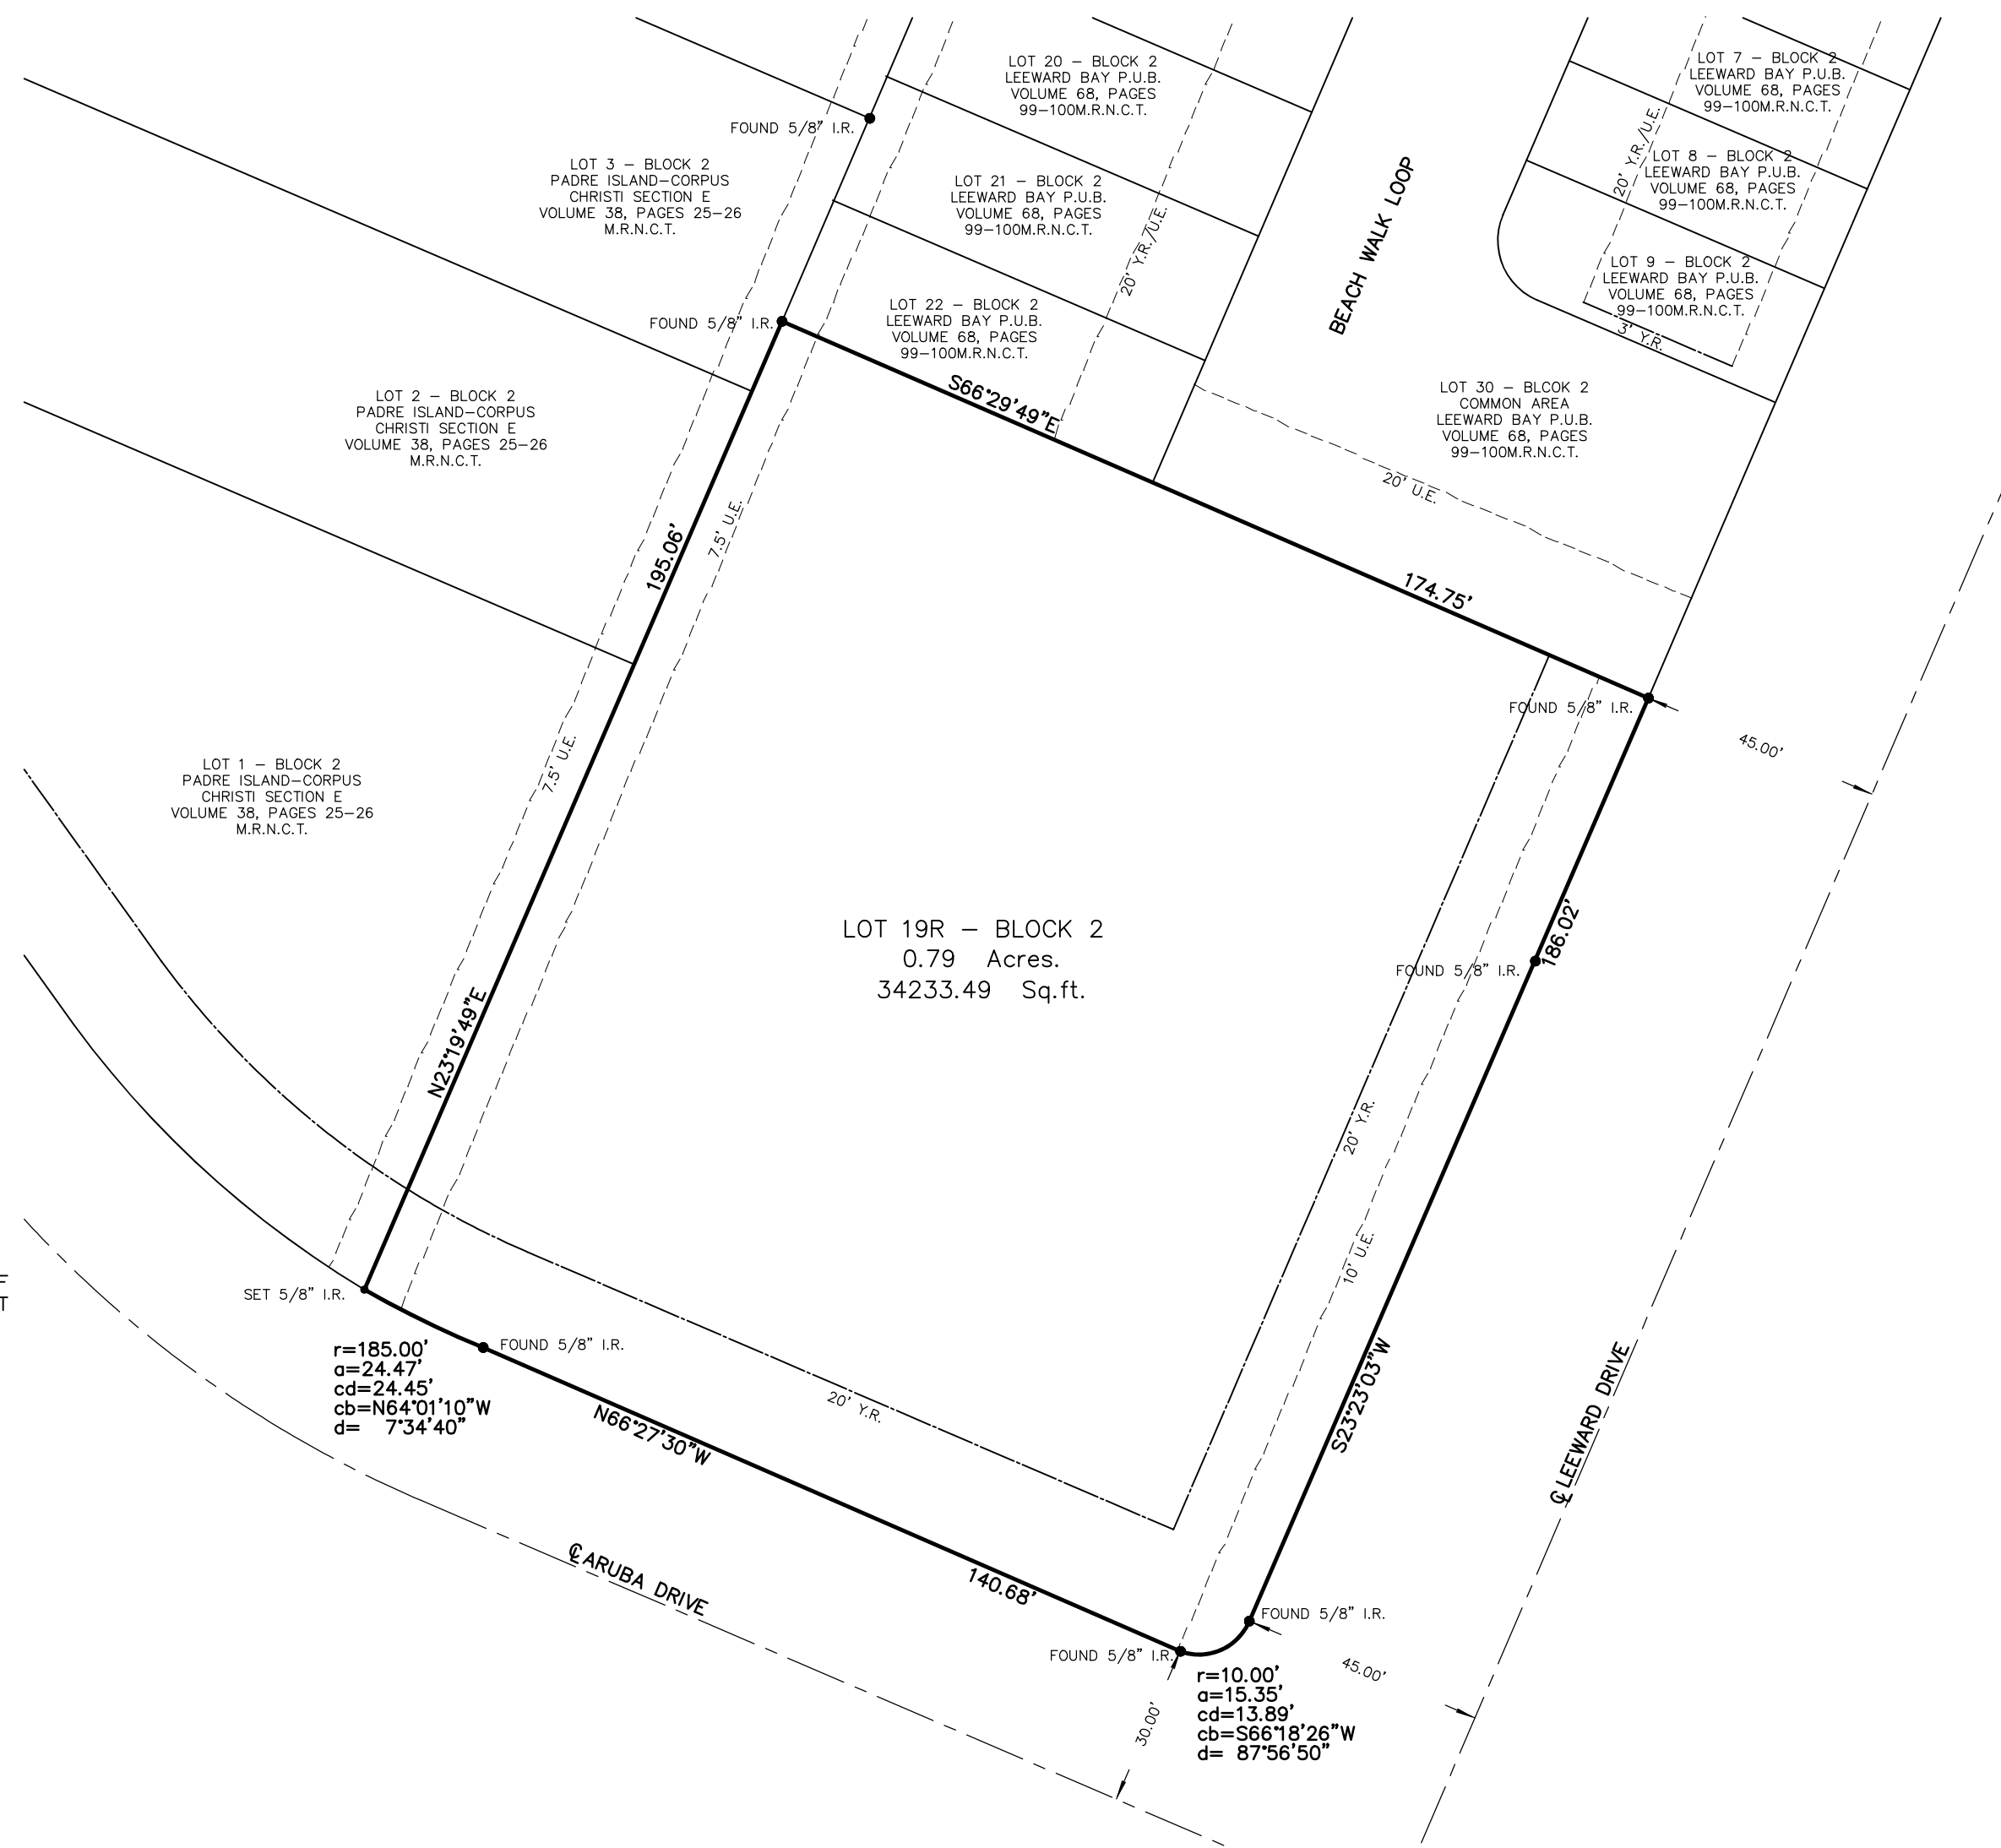 LOT 20 – BLOCK 2
LEEWARD BAY P.U.B.
VOLUME 68, PAGES
99–100M.R.N.C.T.
LOT 7 – BLOCK 2
LEEWARD BAY P.U.B.
VOLUME 68, PAGES
99–100M.R.N.C.T.
FOUND 5/8" I.R.
LOT 3 – BLOCK 2
PADRE ISLAND–CORPUS
CHRISTI SECTION E
VOLUME 38, PAGES 25–26
M.R.N.C.T.
LOT 21 – BLOCK 2
LEEWARD BAY P.U.B.
VOLUME 68, PAGES
99–100M.R.N.C.T.
20' Y.R./U.E.
BEACH WALK LOOP
20' Y.R./U.E.
LOT 8 – BLOCK 2
LEEWARD BAY P.U.B.
VOLUME 68, PAGES
99–100M.R.N.C.T.
LOT 9 – BLOCK 2
LEEWARD BAY P.U.B.
VOLUME 68, PAGES
99–100M.R.N.C.T.
3' Y.R.
FOUND 5/8" I.R.
LOT 22 – BLOCK 2
LEEWARD BAY P.U.B.
VOLUME 68, PAGES
99–100M.R.N.C.T.
S66°29'49"E
LOT 2 – BLOCK 2
PADRE ISLAND–CORPUS
CHRISTI SECTION E
VOLUME 38, PAGES 25–26
M.R.N.C.T.
LOT 30 – BLCOK 2
COMMON AREA
LEEWARD BAY P.U.B.
VOLUME 68, PAGES
99–100M.R.N.C.T.
20' U.E.
195.06'
7.5' U.E.
174.75'
FOUND 5/8" I.R.
45.00'
7.5' U.E.
LOT 1 – BLOCK 2
PADRE ISLAND–CORPUS
CHRISTI SECTION E
VOLUME 38, PAGES 25–26
M.R.N.C.T.
LOT 19R – BLOCK 2
0.79 Acres.
34233.49 Sq.ft.
186.02'
FOUND 5/8" I.R.
N23°19'49"E
20' Y.R.
10' U.E.
F
T
SET 5/8" I.R.
FOUND 5/8" I.R.
r=185.00'
a=24.47'
cd=24.45'
cb=N64°01'10"W
d= 7°34'40"
N66°27'30"W
20' Y.R.
S23°23'03"W
℄ LEEWARD DRIVE
℄ ARUBA DRIVE
140.68'
FOUND 5/8" I.R.
FOUND 5/8" I.R.
45.00'
30.00'
r=10.00'
a=15.35'
cd=13.89'
cb=S66°18'26"W
d= 87°56'50"